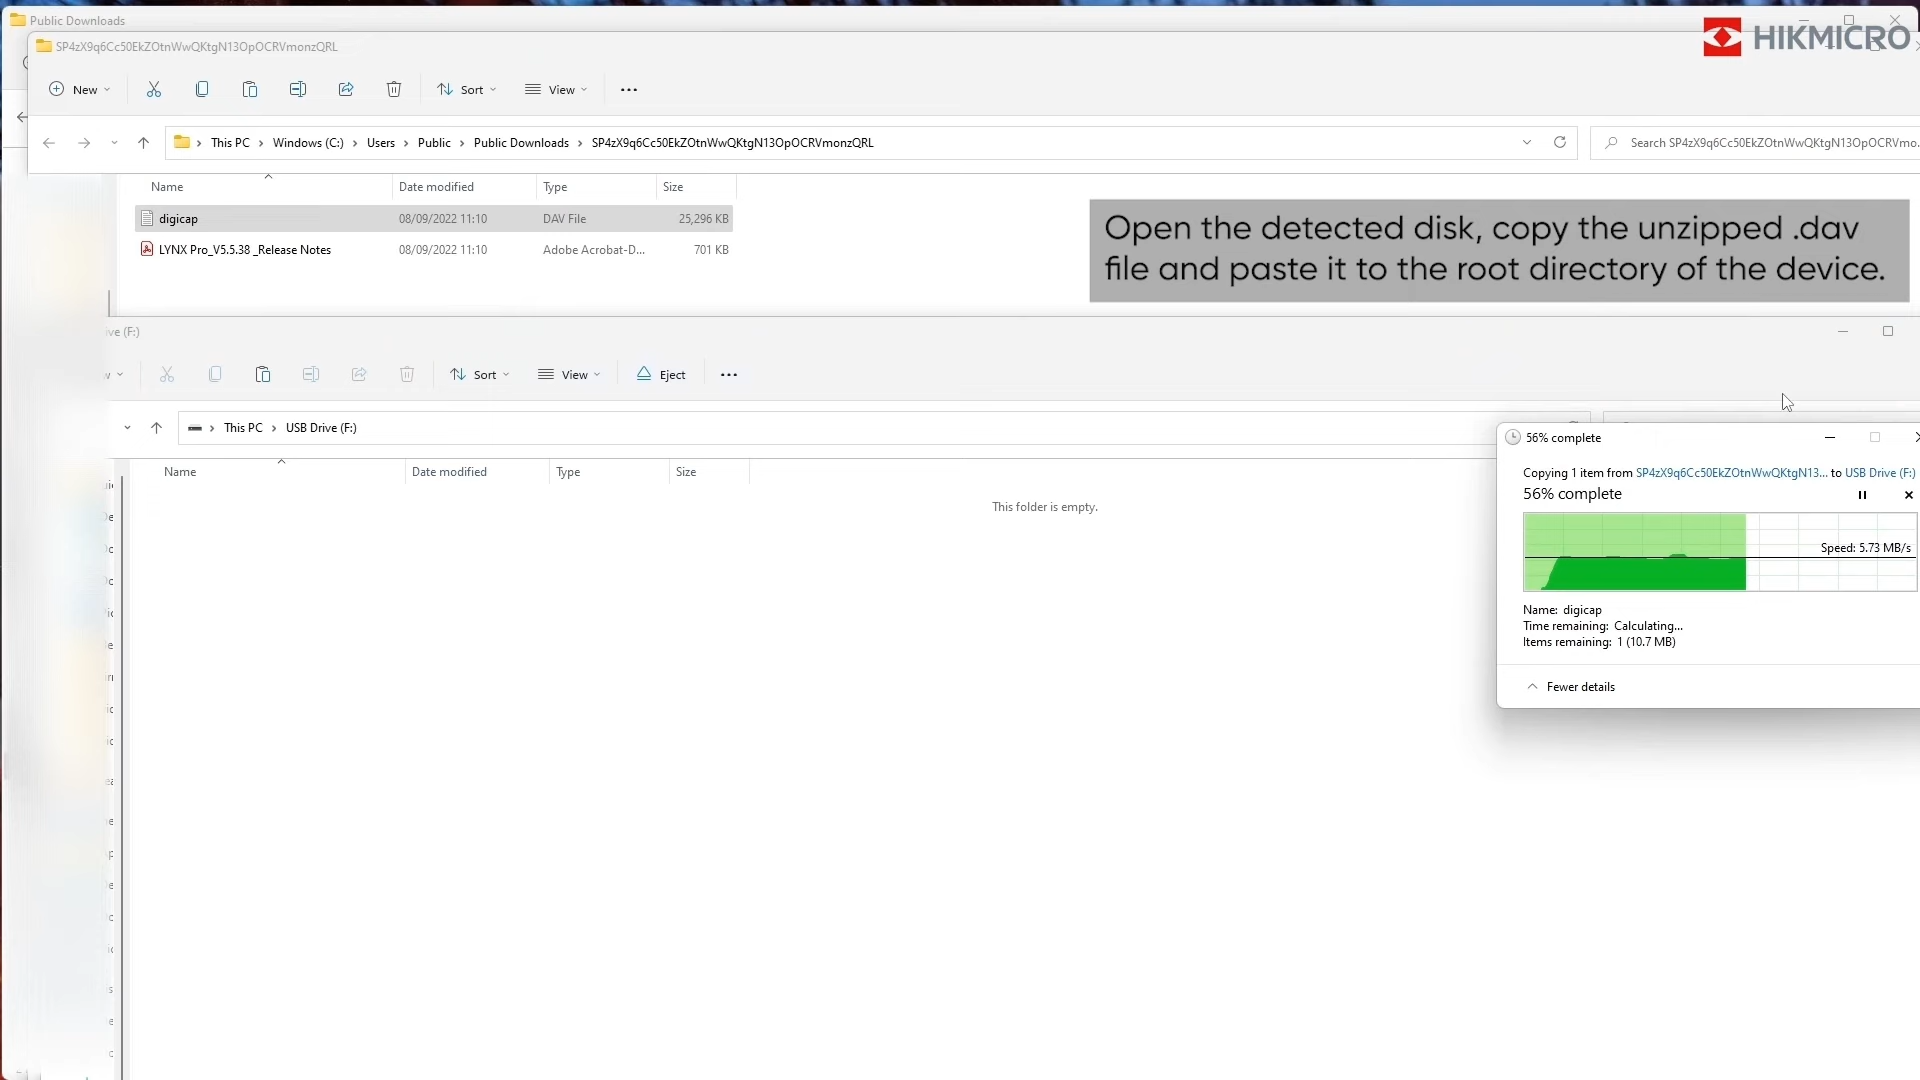 Public Downloads
SP4zX9q6Cc50EkZOtnWwQKtgN13OpOCRVmonzQRL
HIKMICRO
New
Sort
View
This PC > Windows (C:) > Users > Public > Public Downloads > SP4zX9q6Cc50EkZOtnWwQKtgN13OpOCRVmonzQRL
Search SP4zX9q6Cc50EkZOtnWwQKtgN13OpOCRVmo...
Name Date modified Type Size
digicap 08/09/2022 11:10 DAV File 25,296 KB
LYNX Pro_V5.5.38 _Release Notes 08/09/2022 11:10 Adobe Acrobat-D... 701 KB
Open the detected disk, copy the unzipped .dav
file and paste it to the root directory of the device.
ive (F:)
Sort
View
Eject
This PC > USB Drive (F:)
Name Date modified Type Size
This folder is empty.
56% complete
Copying 1 item from SP4zX9q6Cc50EkZOtnWwQKtgN13... to USB Drive (F:)
56% complete
Speed: 5.73 MB/s
Name: digicap
Time remaining: Calculating...
Items remaining: 1 (10.7 MB)
Fewer details